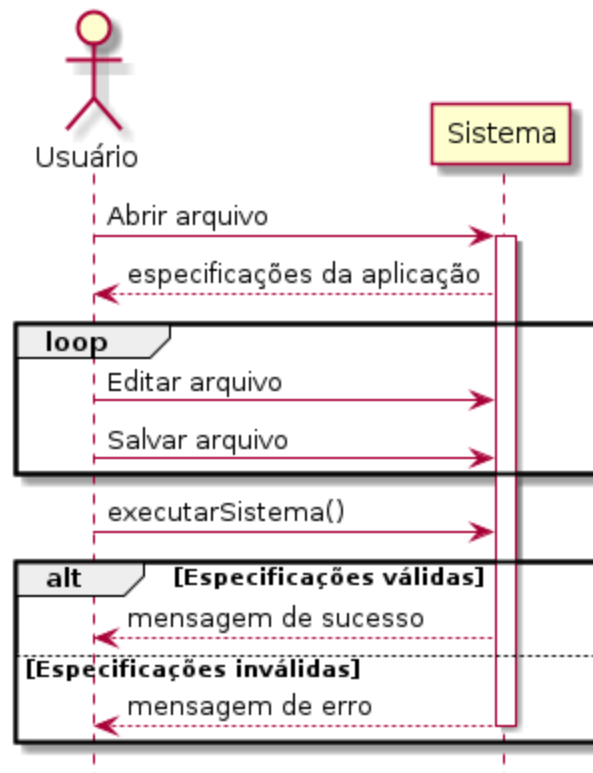 Usuário
Sistema
Abrir arquivo
especificações da aplicação
loop
Editar arquivo
Salvar arquivo
executarSistema()
alt [Especificações válidas]
mensagem de sucesso
[Especificações inválidas]
mensagem de erro